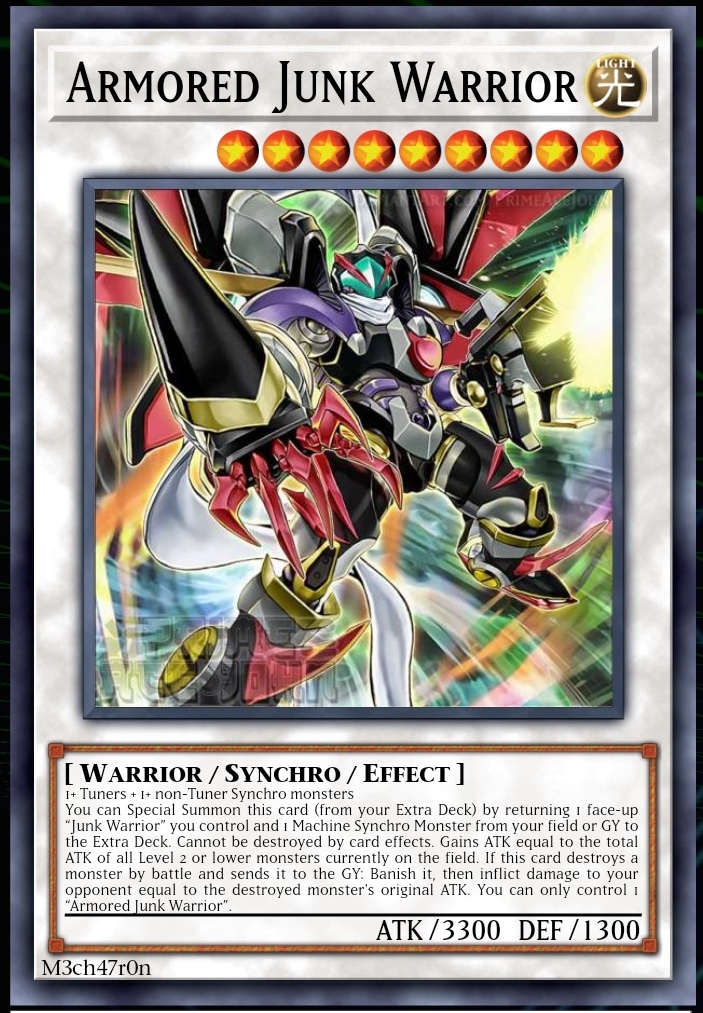 ARMORED JUNK WARRIOR
LIGHT
光
DEVIANTART.COM/PRIMEACEJOHN
PRIME
ACEJOHN
[ WARRIOR / SYNCHRO / EFFECT ]
1+ Tuners + 1+ non-Tuner Synchro monsters
You can Special Summon this card (from your Extra Deck) by returning 1 face-up
“Junk Warrior” you control and 1 Machine Synchro Monster from your field or GY to
the Extra Deck. Cannot be destroyed by card effects. Gains ATK equal to the total
ATK of all Level 2 or lower monsters currently on the field. If this card destroys a
monster by battle and sends it to the GY: Banish it, then inflict damage to your
opponent equal to the destroyed monster's original ATK. You can only control 1
“Armored Junk Warrior”.
ATK/3300 DEF/1300
M3ch47r0n